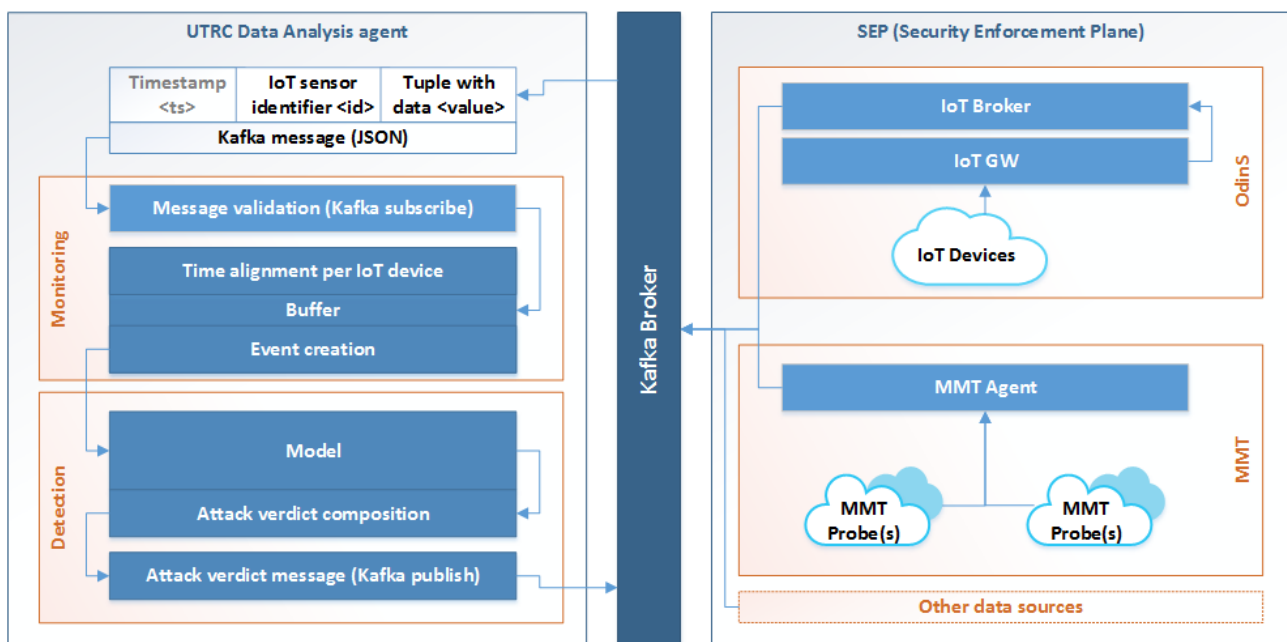 UTRC Data Analysis agent
Timestamp
<ts>
IoT sensor
identifier <id>
Tuple with
data <value>
Kafka message (JSON)
Monitoring
Message validation (Kafka subscribe)
Time alignment per IoT device
Buffer
Event creation
Detection
Model
Attack verdict composition
Attack verdict message (Kafka publish)
Kafka Broker
SEP (Security Enforcement Plane)
IoT Broker
IoT GW
IoT Devices
OdinS
MMT Agent
MMT
Probe(s)
MMT
Probe(s)
MMT
Other data sources